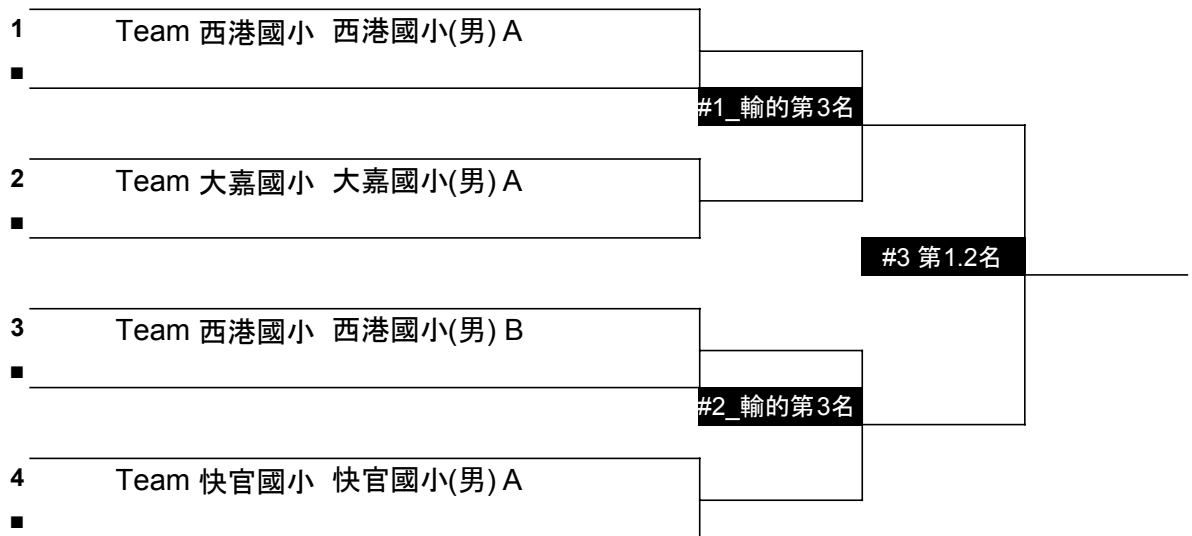 1 Team 西港國小 西港國小(男) A
■
#1_輸的第3名
2 Team 大嘉國小 大嘉國小(男) A
■
#3 第1.2名
3 Team 西港國小 西港國小(男) B
■
#2_輸的第3名
4 Team 快官國小 快官國小(男) A
■